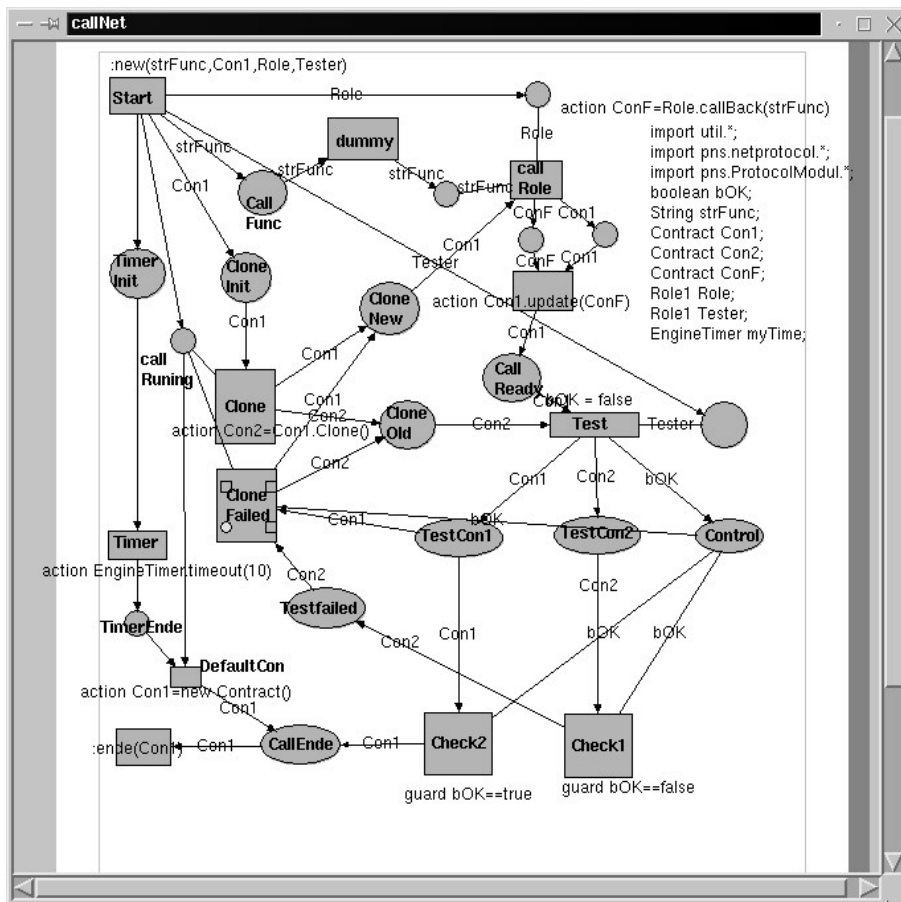 callNet
:new(strFunc,Con1,Role,Tester)
Start
Role
action ConF=Role.callBack(strFunc)
import util.*;
import pns.netprotocol.*;
import pns.ProtocolModul.*;
boolean bOK;
String strFunc;
Contract Con1;
Contract Con2;
Contract ConF;
Role1 Role;
Role1 Tester;
EngineTimer myTime;
Role
dummy
strFunc
strFunc
strFunc
strFunc
call
Role
Con1
Call
Func
ConF
Con1
Con1
Tester
Timer
Init
Clone
Init
ConF
Con1
Clone
New
action Con1.update(ConF)
Con1
Con1
call
Runing
Con1
Call
Ready
Clone
Con1
Con2
Con1
bOK = false
action Con2=Con1.Clone()
Clone
Old
Con2
Test
Tester
Con2
Con1
Con2
bOK
Clone
Failed
Con1
bOK
TestCon1
TestCon2
Control
Timer
action EngineTimer.timeout(10)
Con2
Con2
Testfailed
TimerEnde
Con1
bOK
bOK
Con2
DefaultCon
action Con1=new Contract()
Con1
:ende(Con1)
Con1
CallEnde
Con1
Check2
Check1
guard bOK==true
guard bOK==false